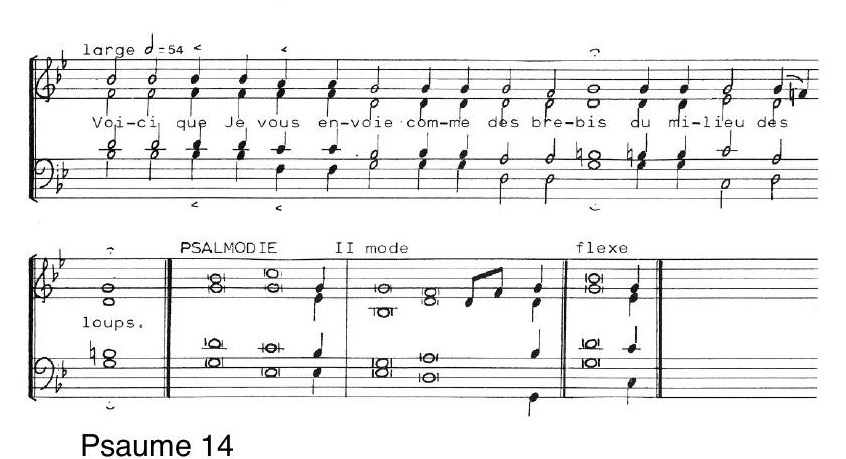 large 𝅗𝅥=54
Voi-ci que Je vous en-voie com-me des bre-bis du mi-lieu des
PSALMODIE II mode flexe
loups.
Psaume 14